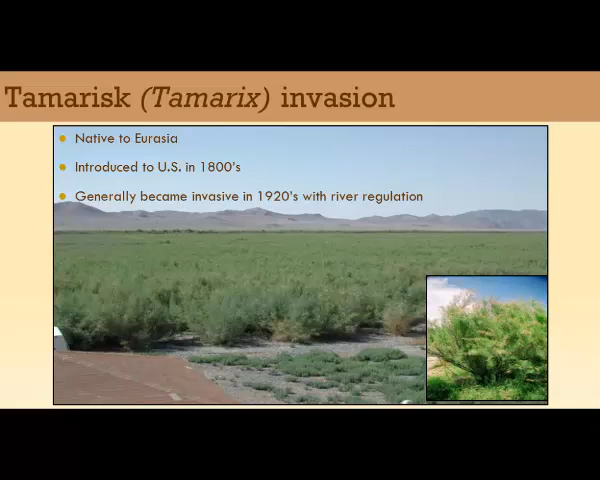 Tamarisk (Tamarix) invasion
Native to Eurasia
Introduced to U.S. in 1800's
Generally became invasive in 1920's with river regulation